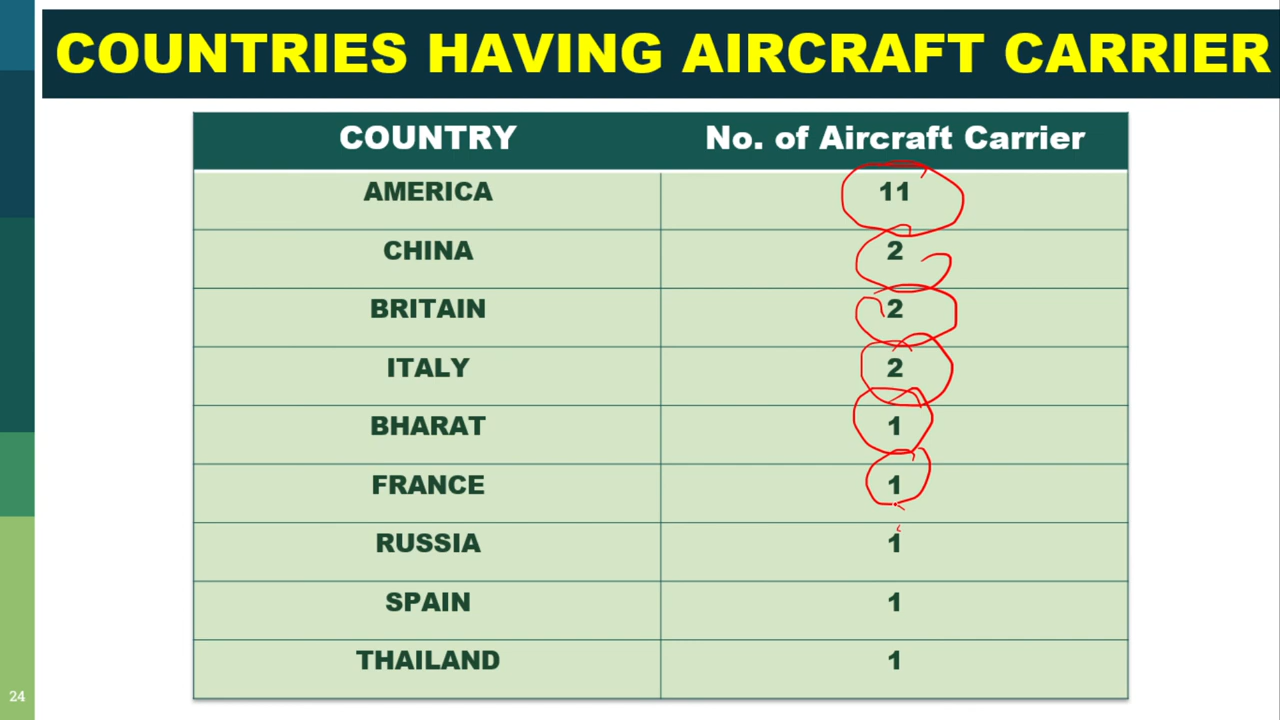 COUNTRIES HAVING AIRCRAFT CARRIER
COUNTRY No. of Aircraft Carrier
AMERICA 11
CHINA 2
BRITAIN 2
ITALY 2
BHARAT 1
FRANCE 1
RUSSIA 1
SPAIN 1
THAILAND 1
24